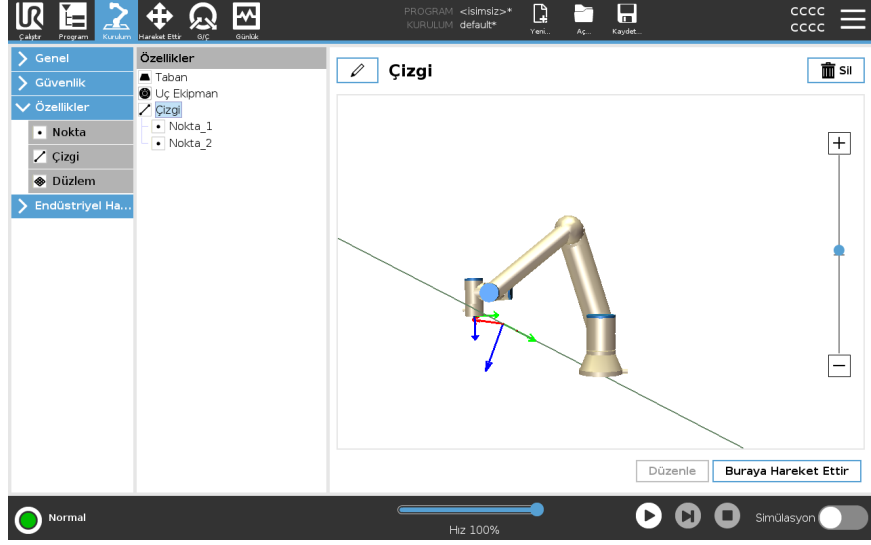 UR
PROGRAM <isimsiz>*
KURULUM default*
CCCC
CCCC
Çalıştır Program Kurulum Hareket Ettir G/Ç Günlük Yeni... Aç... Kaydet...
Genel
Güvenlik
Özellikler
Nokta
Çizgi
Düzlem
Endüstriyel Ha...
Özellikler
Taban
Uç Ekipman
Çizgi
Nokta_1
Nokta_2
Çizgi
Sil
Düzenle
Buraya Hareket Ettir
Normal
Hız 100%
Simülasyon